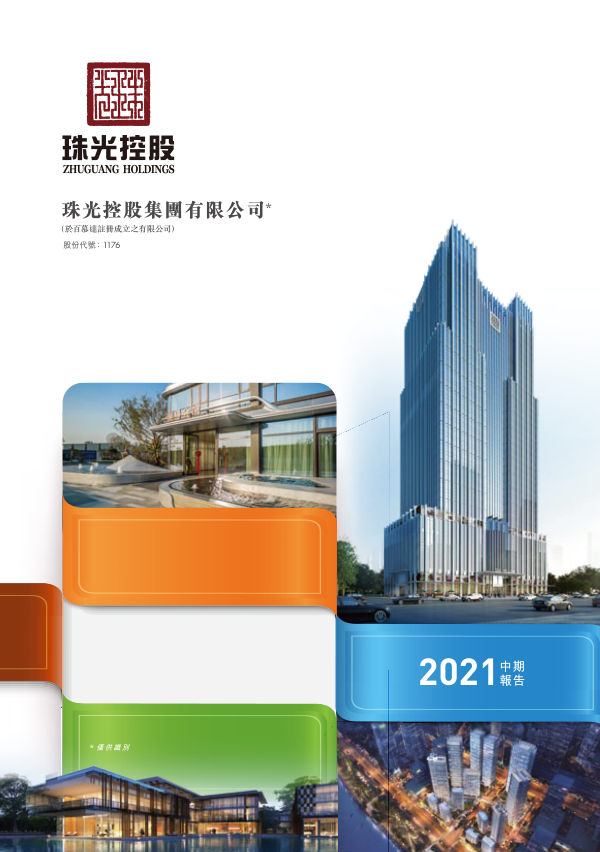 珠光控股
ZHUGUANG HOLDINGS
珠光控股集團有限公司*
(於百慕達註冊成立之有限公司)
股份代號：1176
2021 中期
報告
* 僅供識別